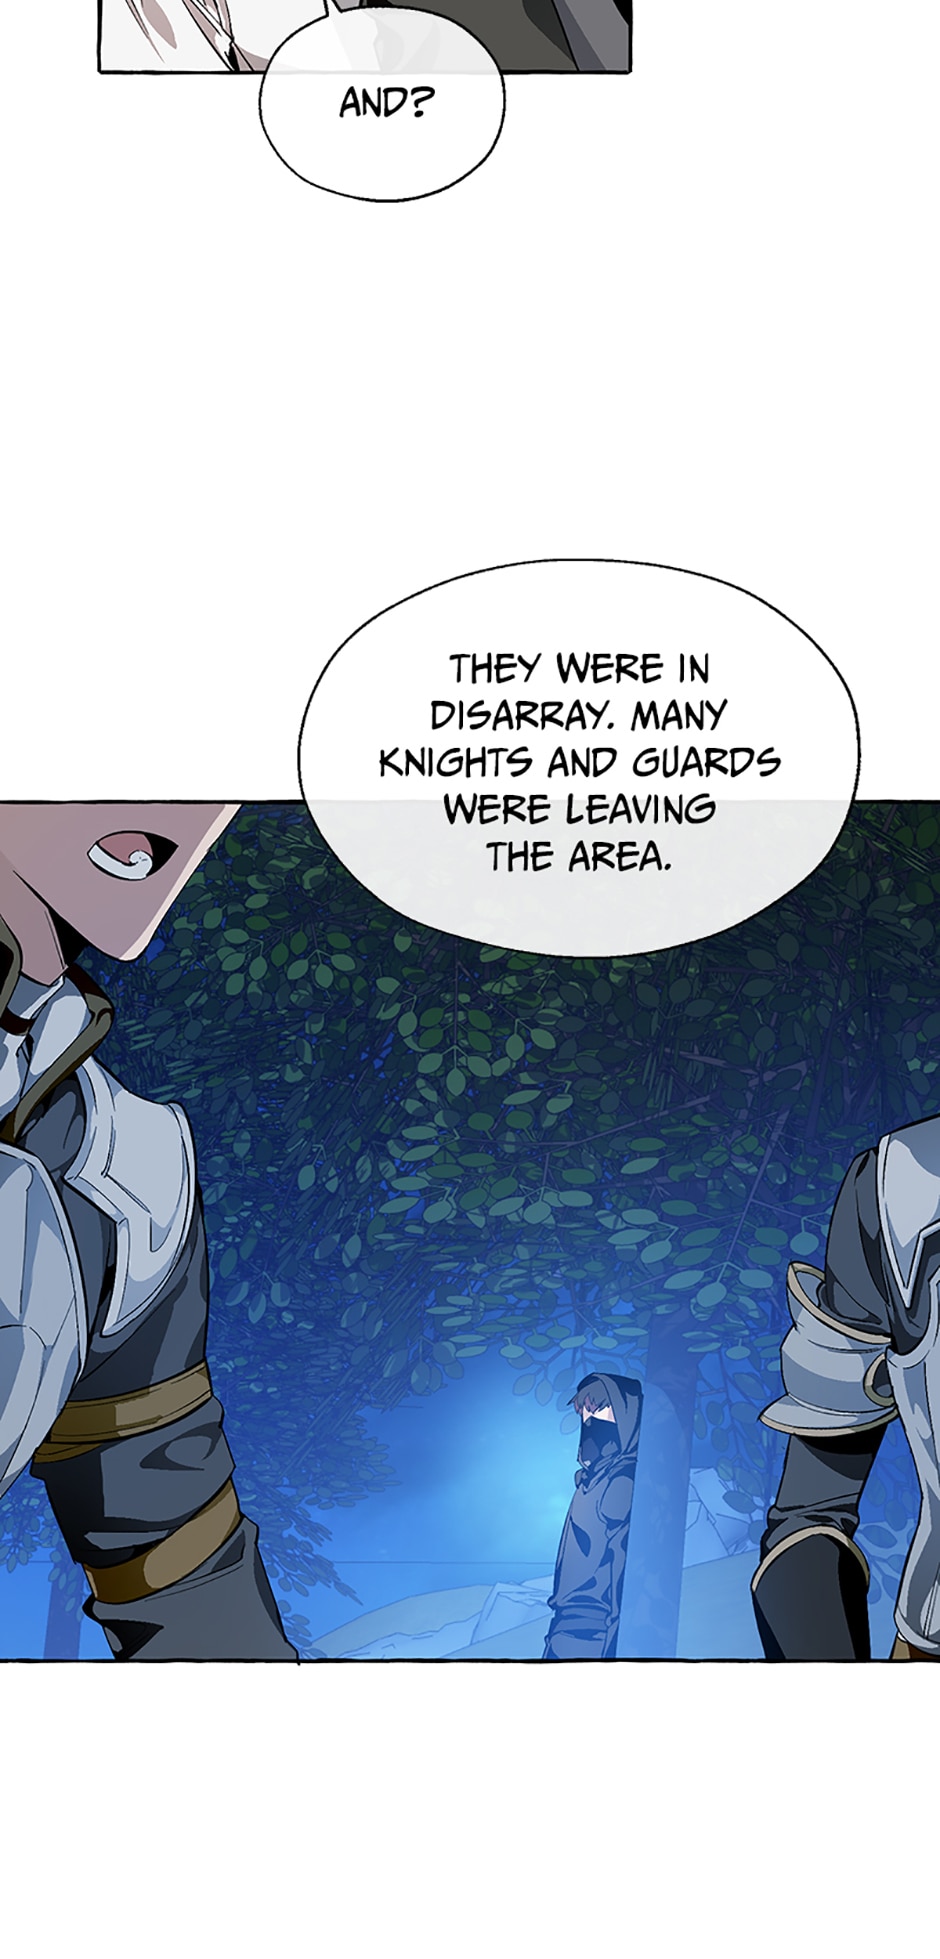 AND?
THEY WERE IN
DISARRAY. MANY
KNIGHTS AND GUARDS
WERE LEAVING
THE AREA.